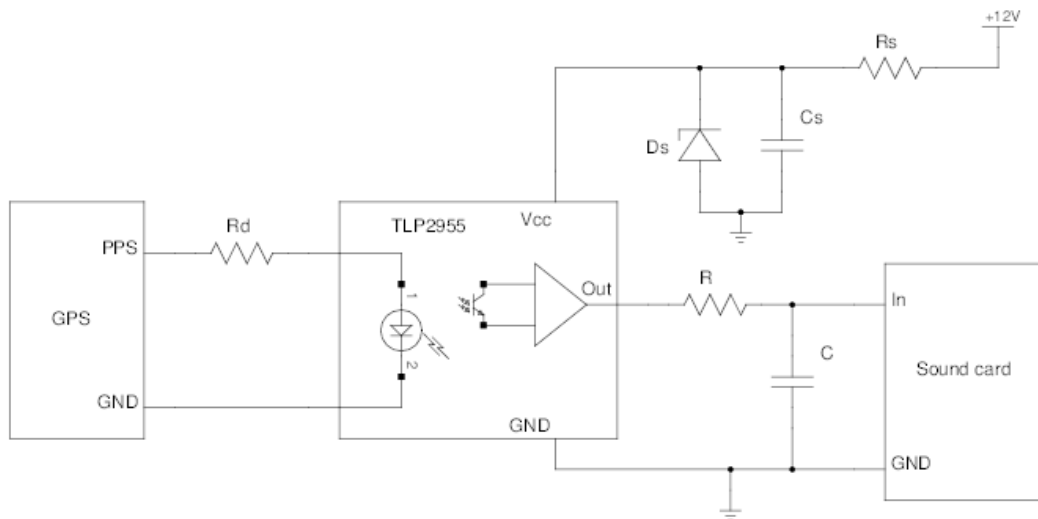 +12V
Rs
Cs
Ds
TLP2955
Vcc
Rd
PPS
GPS
GND
1
2
Out
GND
R
C
In
Sound card
GND